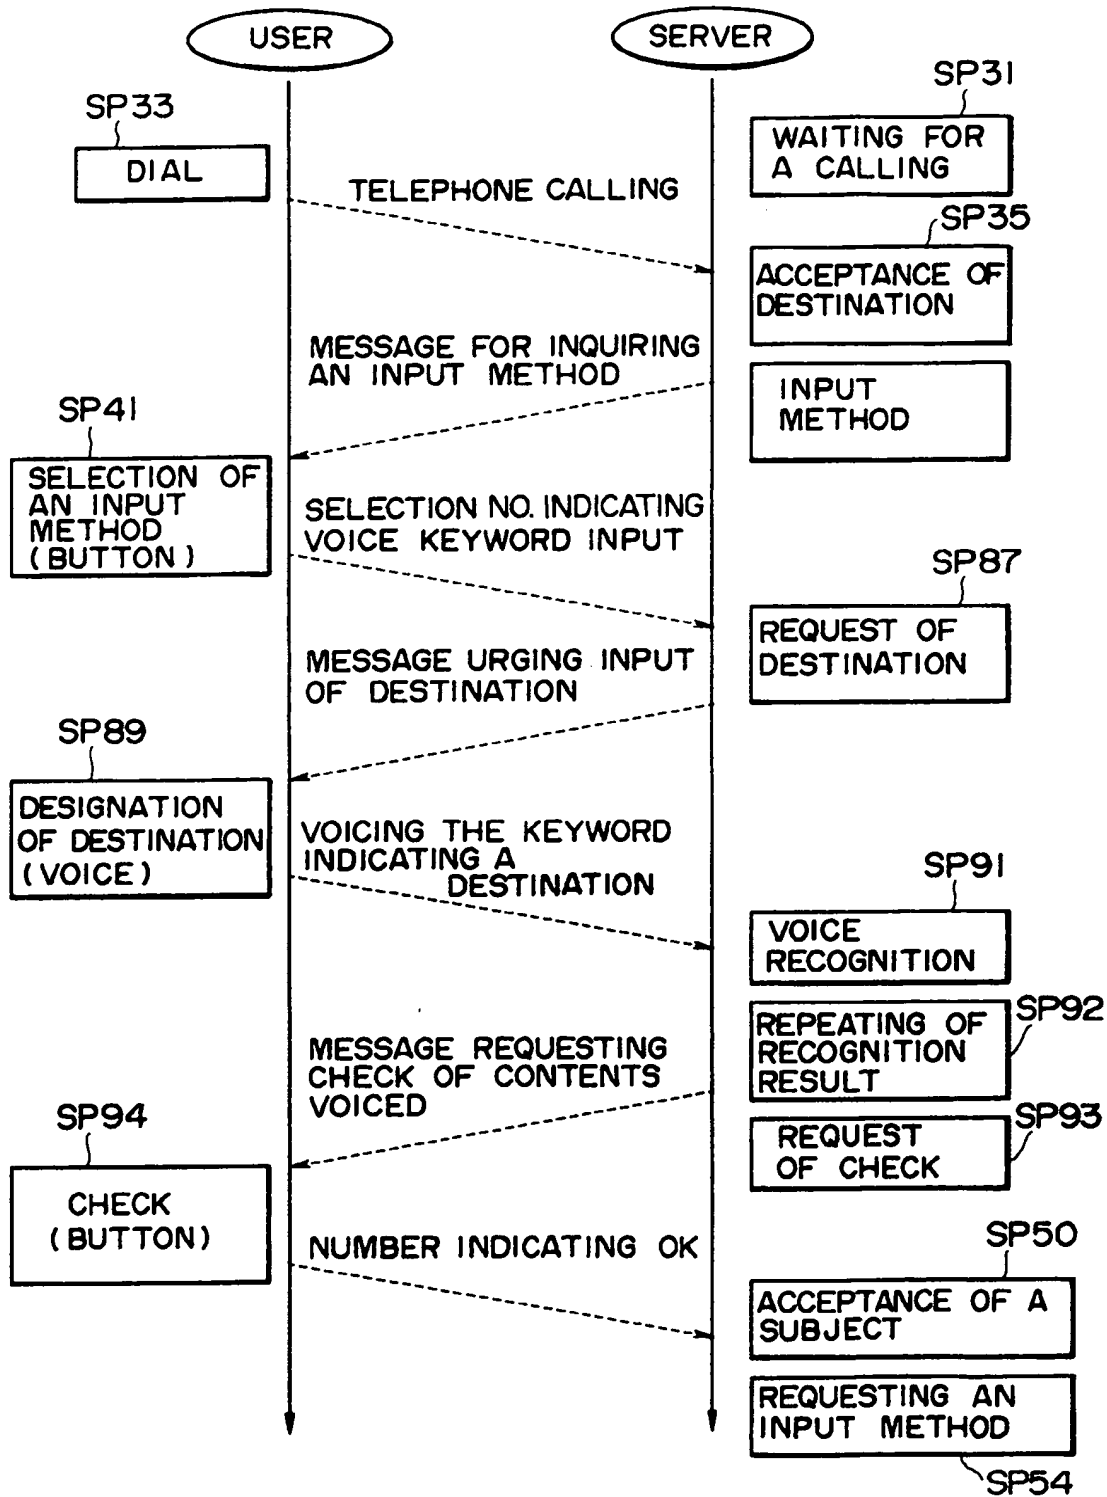 USER
SERVER
SP31
SP33
WAITING FOR
A CALLING
DIAL
TELEPHONE CALLING
SP35
ACCEPTANCE OF
DESTINATION
MESSAGE FOR INQUIRING
AN INPUT METHOD
INPUT
METHOD
SP41
SELECTION OF
AN INPUT
METHOD
(BUTTON)
SELECTION NO. INDICATING
VOICE KEYWORD INPUT
SP87
REQUEST OF
DESTINATION
MESSAGE URGING INPUT
OF DESTINATION
SP89
DESIGNATION
OF DESTINATION
(VOICE)
VOICING THE KEYWORD
INDICATING A
DESTINATION
SP91
VOICE
RECOGNITION
SP92
REPEATING OF
RECOGNITION
RESULT
MESSAGE REQUESTING
CHECK OF CONTENTS
VOICED
SP93
REQUEST
OF CHECK
SP94
CHECK
(BUTTON)
NUMBER INDICATING OK
SP50
ACCEPTANCE OF A
SUBJECT
REQUESTING AN
INPUT METHOD
SP54